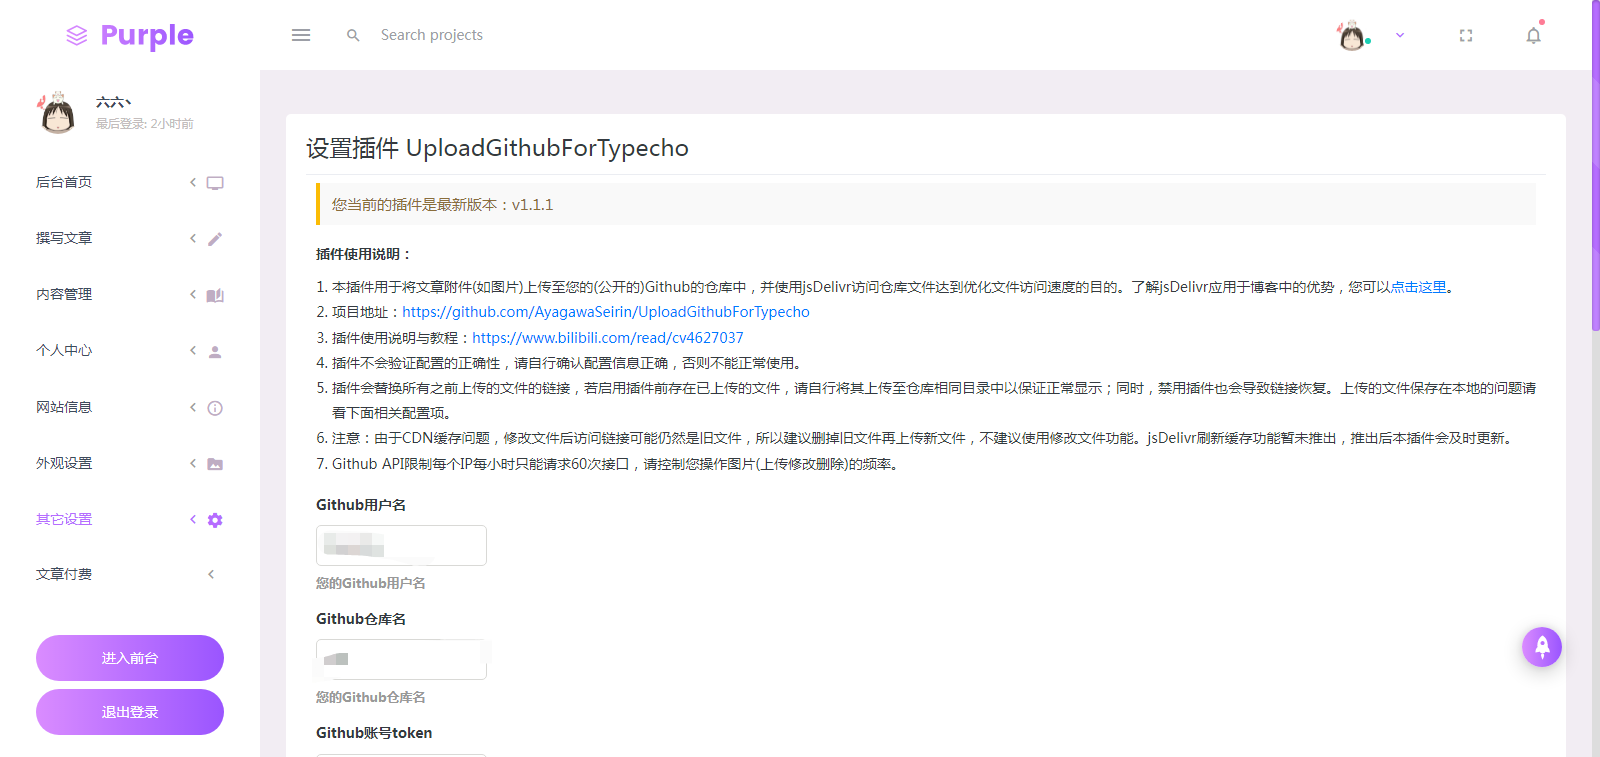 Purple
Search projects
六六丶
最后登录: 2小时前
后台首页
撰写文章
内容管理
个人中心
网站信息
外观设置
其它设置
文章付费
进入前台
退出登录
设置插件 UploadGithubForTypecho
您当前的插件是最新版本：v1.1.1
插件使用说明：
1. 本插件用于将文章附件(如图片)上传至您的(公开的)Github的仓库中，并使用jsDelivr访问仓库文件达到优化文件访问速度的目的。了解jsDelivr应用于博客中的优势，您可以点击这里。
2. 项目地址：https://github.com/AyagawaSeirin/UploadGithubForTypecho
3. 插件使用说明与教程：https://www.bilibili.com/read/cv4627037
4. 插件不会验证配置的正确性，请自行确认配置信息正确，否则不能正常使用。
5. 插件会替换所有之前上传的文件的链接，若启用插件前存在已上传的文件，请自行将其上传至仓库相同目录中以保证正常显示；同时，禁用插件也会导致链接恢复。上传的文件保存在本地的问题请
看下面相关配置项。
6. 注意：由于CDN缓存问题，修改文件后访问链接可能仍然是旧文件，所以建议删掉旧文件再上传新文件，不建议使用修改文件功能。jsDelivr刷新缓存功能暂未推出，推出后本插件会及时更新。
7. Github API限制每个IP每小时只能请求60次接口，请控制您操作图片(上传修改删除)的频率。
Github用户名
您的Github用户名
Github仓库名
您的Github仓库名
Github账号token